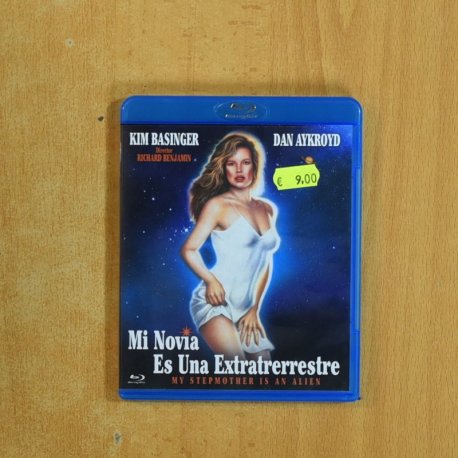 KIM BASINGER
DAN AYKROYD
Director
RICHARD BENJAMIN
€ 9.00
Mi Novia
Es Una Extratrerrestre
MY STEPMOTHER IS AN ALIEN